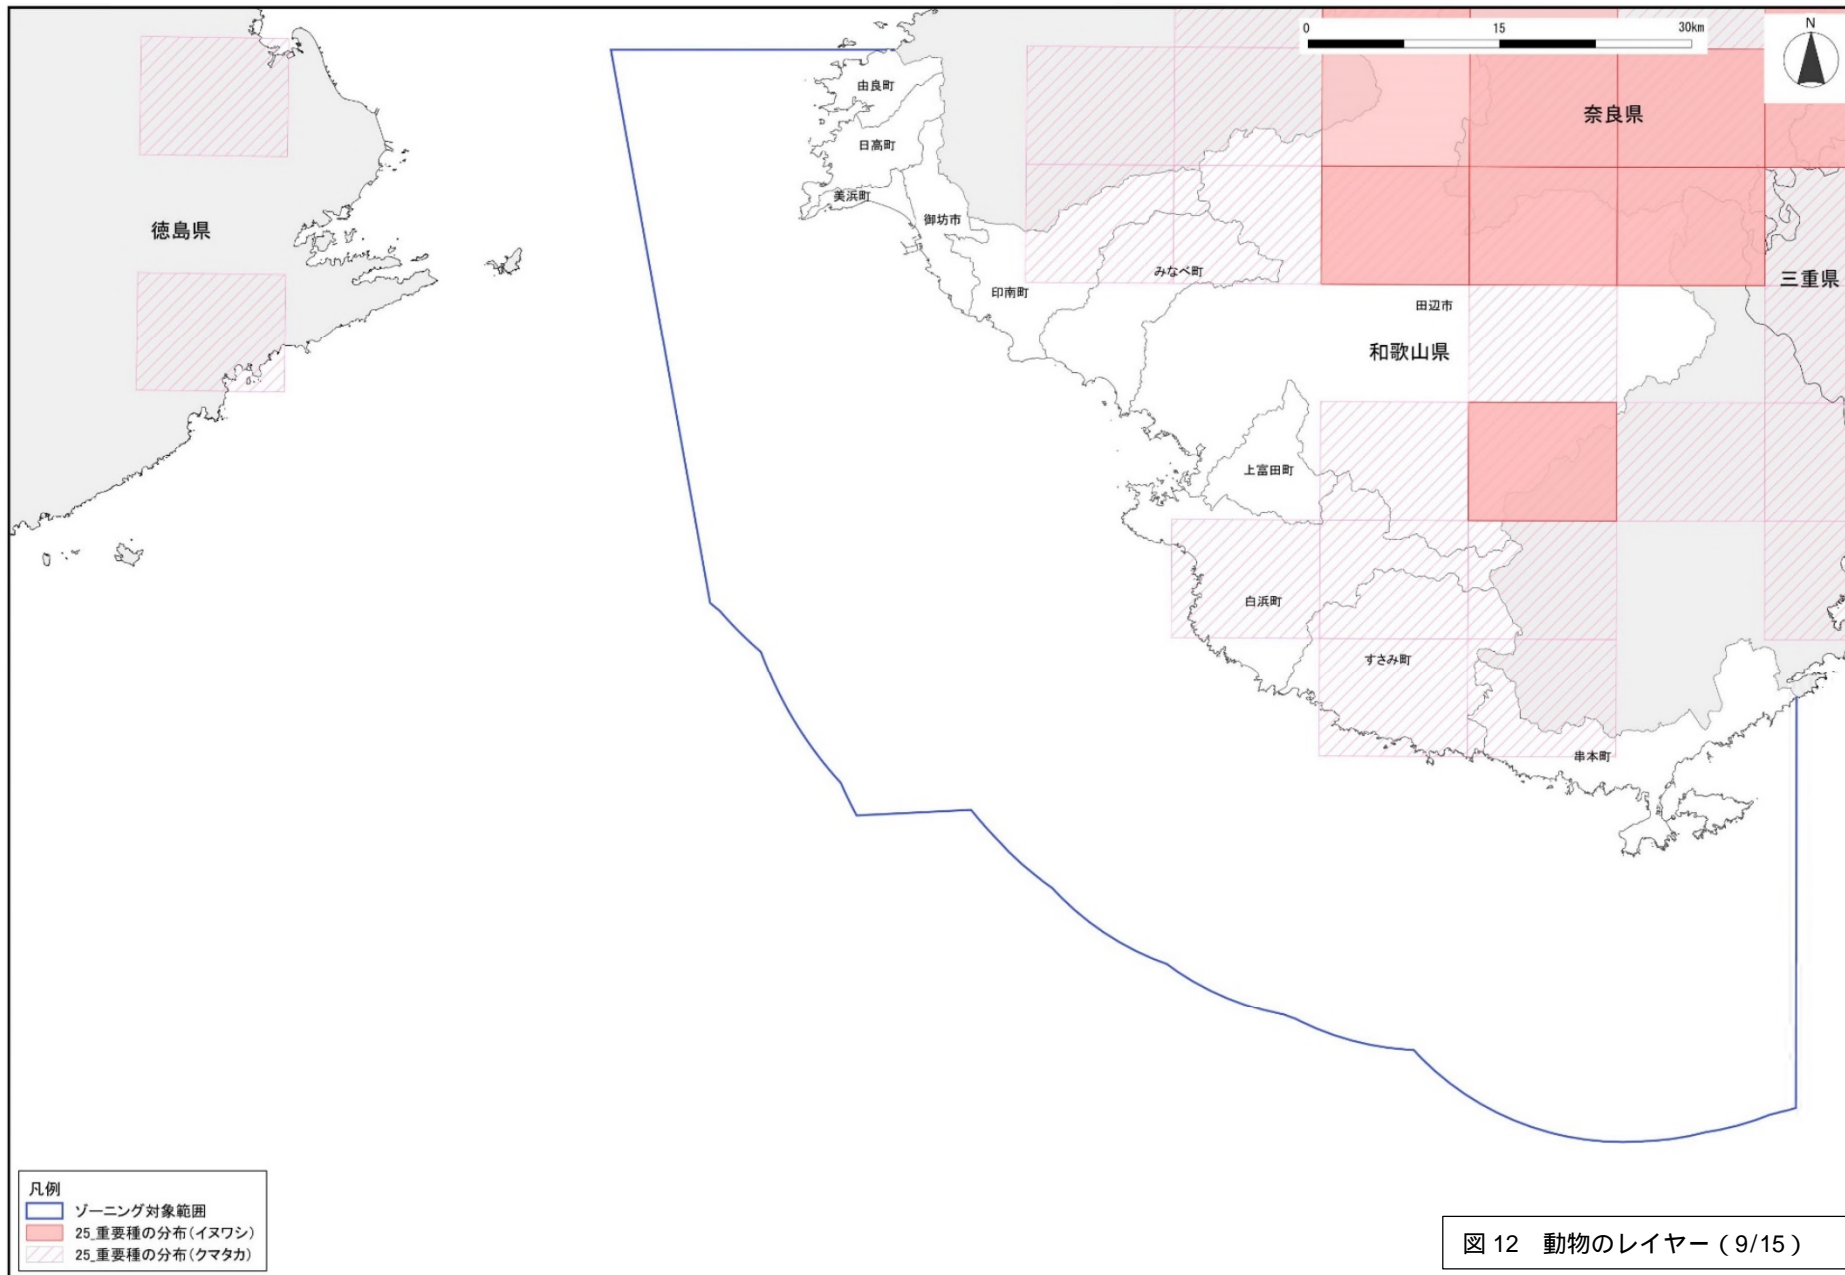 0 15 30km
N
由良町
奈良県
日高町
美浜町
御坊市
徳島県
みなべ町
三重県
印南町
田辺市
和歌山県
上富田町
白浜町
すさみ町
串本町
凡例
ゾーニング対象範囲
25_重要種の分布(イヌワシ)
25_重要種の分布(クマタカ)
図 12 動物のレイヤー ( 9/15 )